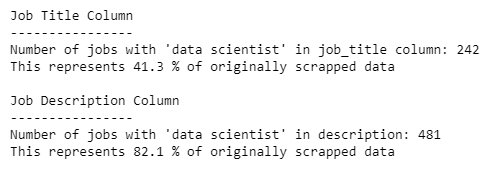 Job Title Column
----------------
Number of jobs with 'data scientist' in job_title column: 242
This represents 41.3 % of originally scrapped data

Job Description Column
----------------
Number of jobs with 'data scientist' in description: 481
This represents 82.1 % of originally scrapped data